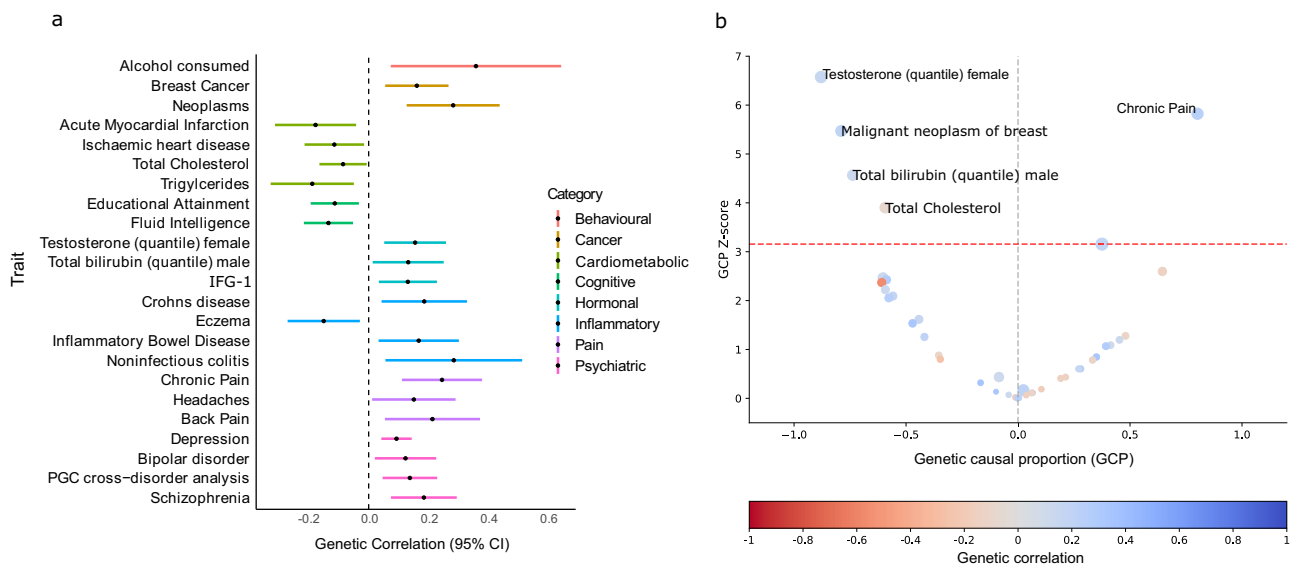 a
Trait
Alcohol consumed
Breast Cancer
Neoplasms
Acute Myocardial Infarction
Ischaemic heart disease
Total Cholesterol
Trigylcerides
Educational Attainment
Fluid Intelligence
Testosterone (quantile) female
Total bilirubin (quantile) male
IFG-1
Crohns disease
Eczema
Inflammatory Bowel Disease
Noninfectious colitis
Chronic Pain
Headaches
Back Pain
Depression
Bipolar disorder
PGC cross−disorder analysis
Schizophrenia
-0.2 0.0 0.2 0.4 0.6
Genetic Correlation (95% CI)
Category
Behavioural
Cancer
Cardiometabolic
Cognitive
Hormonal
Inflammatory
Pain
Psychiatric
b
GCP Z-score
7
6
5
4
3
2
1
0
Testosterone (quantile) female
Chronic Pain
Malignant neoplasm of breast
Total bilirubin (quantile) male
Total Cholesterol
−1.0 −0.5 0.0 0.5 1.0
Genetic causal proportion (GCP)
-1 -0.8 -0.6 -0.4 -0.2 0 0.2 0.4 0.6 0.8 1
Genetic correlation